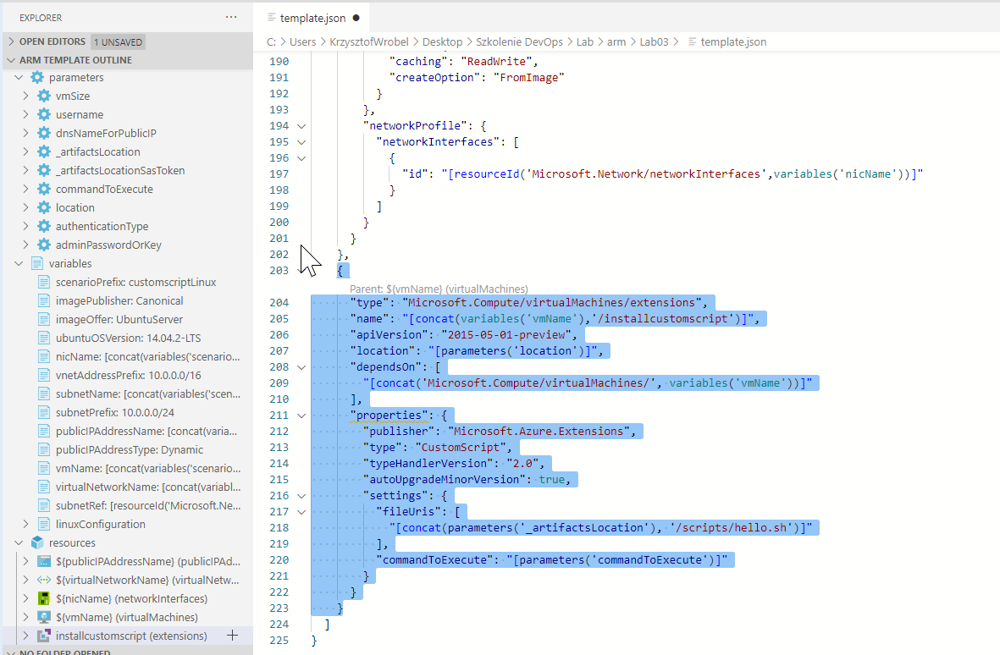 EXPLORER
···
OPEN EDITORS 1 UNSAVED
ARM TEMPLATE OUTLINE
parameters
vmSize
username
dnsNameForPublicIP
_artifactsLocation
_artifactsLocationSasToken
commandToExecute
location
authenticationType
adminPasswordOrKey
variables
scenarioPrefix: customscriptLinux
imagePublisher: Canonical
imageOffer: UbuntuServer
ubuntuOSVersion: 14.04.2-LTS
nicName: [concat(variables('scenario...
vnetAddressPrefix: 10.0.0.0/16
subnetName: [concat(variables('scen...
subnetPrefix: 10.0.0.0/24
publicIPAddressName: [concat(varia...
publicIPAddressType: Dynamic
vmName: [concat(variables('scenario...
virtualNetworkName: [concat(variabl...
subnetRef: [resourceId('Microsoft.Ne...
linuxConfiguration
resources
${publicIPAddressName} (publicIPAd...
${virtualNetworkName} (virtualNetw...
${nicName} (networkInterfaces)
${vmName} (virtualMachines)
installcustomscript (extensions)
NO FOLDER OPENED
template.json
C: > Users > KrzysztofWrobel > Desktop > Szkolenie DevOps > Lab > arm > Lab03 > template.json
190 "caching": "ReadWrite",
191 "createOption": "FromImage"
192 }
193 },
194 "networkProfile": {
195 "networkInterfaces": [
196 {
197 "id": "[resourceId('Microsoft.Network/networkInterfaces',variables('nicName'))]"
198 }
199 ]
200 }
201 }
202 },
203 {
Parent: ${vmName} (virtualMachines)
204 "type": "Microsoft.Compute/virtualMachines/extensions",
205 "name": "[concat(variables('vmName'),'/installcustomscript')]",
206 "apiVersion": "2015-05-01-preview",
207 "location": "[parameters('location')]",
208 "dependsOn": [
209 "[concat('Microsoft.Compute/virtualMachines/', variables('vmName'))]"
210 ],
211 "properties": {
212 "publisher": "Microsoft.Azure.Extensions",
213 "type": "CustomScript",
214 "typeHandlerVersion": "2.0",
215 "autoUpgradeMinorVersion": true,
216 "settings": {
217 "fileUris": [
218 "[concat(parameters('_artifactsLocation'), '/scripts/hello.sh')]"
219 ],
220 "commandToExecute": "[parameters('commandToExecute')]"
221 }
222 }
223 }
224 ]
225 }